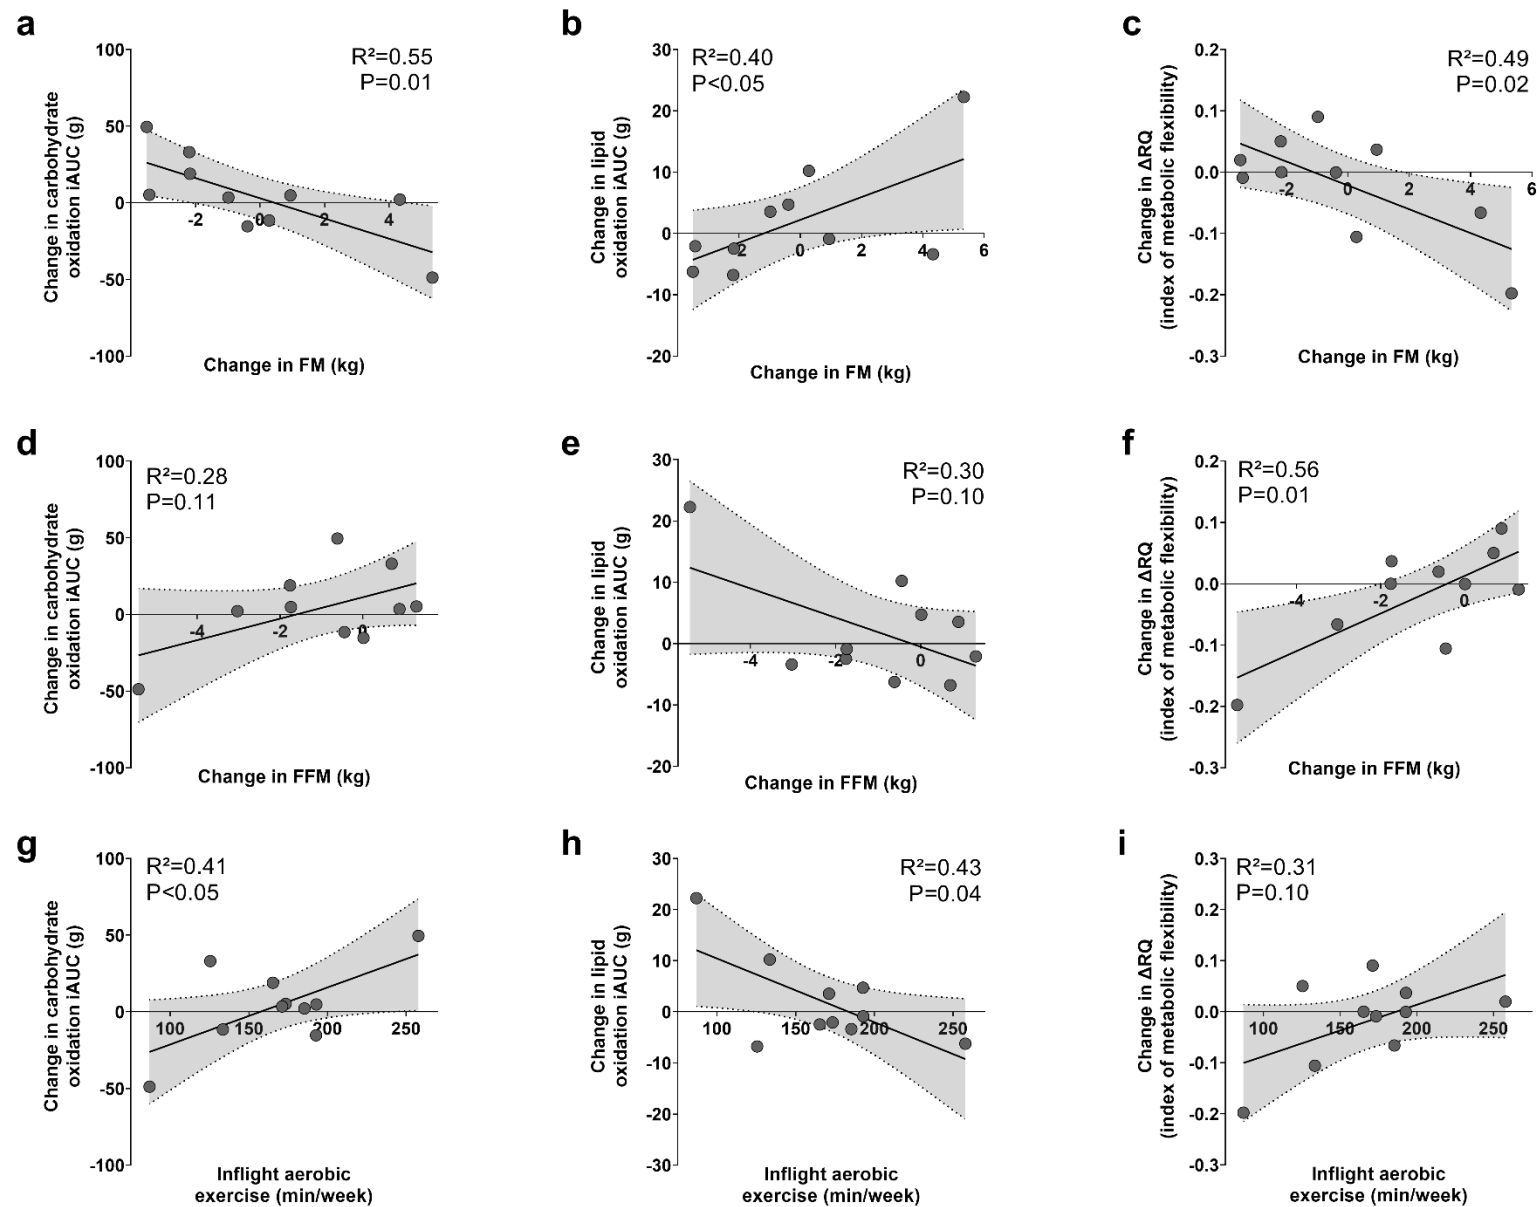 a
R²=0.55
P=0.01
100
50
0
-50
-100
-2
0
2
4
Change in carbohydrate
oxidation iAUC (g)
Change in FM (kg)
b
R²=0.40
P<0.05
30
20
10
0
-10
-20
-2
0
2
4
6
Change in lipid
oxidation iAUC (g)
Change in FM (kg)
c
R²=0.49
P=0.02
0.2
0.1
0.0
-0.1
-0.2
-0.3
-2
0
2
4
6
Change in ΔRQ
(index of metabolic flexibility)
Change in FM (kg)
d
R²=0.28
P=0.11
100
50
0
-50
-100
-4
-2
0
Change in carbohydrate
oxidation iAUC (g)
Change in FFM (kg)
e
R²=0.30
P=0.10
30
20
10
0
-10
-20
-4
-2
0
Change in lipid
oxidation iAUC (g)
Change in FFM (kg)
f
R²=0.56
P=0.01
0.2
0.1
0.0
-0.1
-0.2
-0.3
-4
-2
0
Change in ΔRQ
(index of metabolic flexibility)
Change in FFM (kg)
g
R²=0.41
P<0.05
100
50
0
-50
-100
100
150
200
250
Change in carbohydrate
oxidation iAUC (g)
Inflight aerobic
exercise (min/week)
h
R²=0.43
P=0.04
30
20
10
0
-10
-20
-30
100
150
200
250
Change in lipid
oxidation iAUC (g)
Inflight aerobic
exercise (min/week)
i
R²=0.31
P=0.10
0.3
0.2
0.1
0.0
-0.1
-0.2
-0.3
100
150
200
250
Change in ΔRQ
(index of metabolic flexibility)
Inflight aerobic
exercise (min/week)